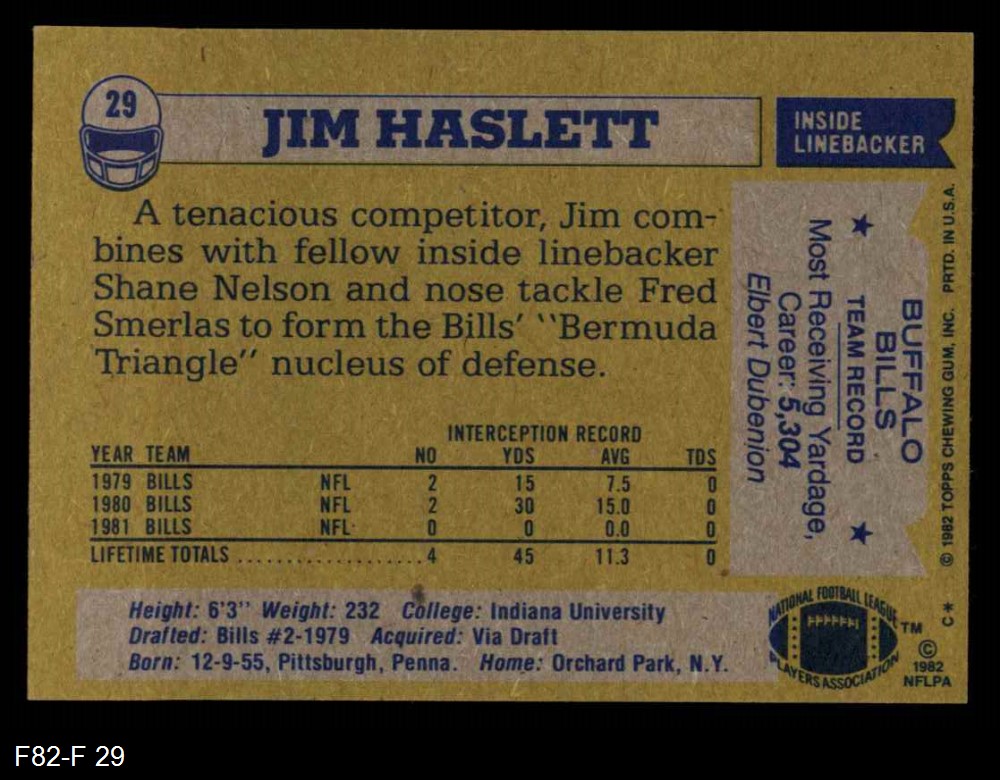 29
JIM HASLETT
INSIDE
LINEBACKER
A tenacious competitor, Jim com-
bines with fellow inside linebacker
Shane Nelson and nose tackle Fred
Smerlas to form the Bills' "Bermuda
Triangle" nucleus of defense.
INTERCEPTION RECORD
YEAR TEAM NO YDS AVG TDS
1979 BILLS NFL 2 15 7.5 0
1980 BILLS NFL 2 30 15.0 0
1981 BILLS NFL 0 0 0.0 0
LIFETIME TOTALS .................. 4 45 11.3 0
Height: 6'3" Weight: 232 College: Indiana University
Drafted: Bills #2-1979 Acquired: Via Draft
Born: 12-9-55, Pittsburgh, Penna. Home: Orchard Park, N.Y.
BUFFALO
BILLS
★ TEAM RECORD ★
Most Receiving Yardage,
Career: 5,304
Elbert Dubenion
© 1982 TOPPS CHEWING GUM, INC. PRTD. IN U.S.A.
C*
NATIONAL FOOTBALL LEAGUE
PLAYERS ASSOCIATION
TM
©
1982
NFLPA
F82-F 29